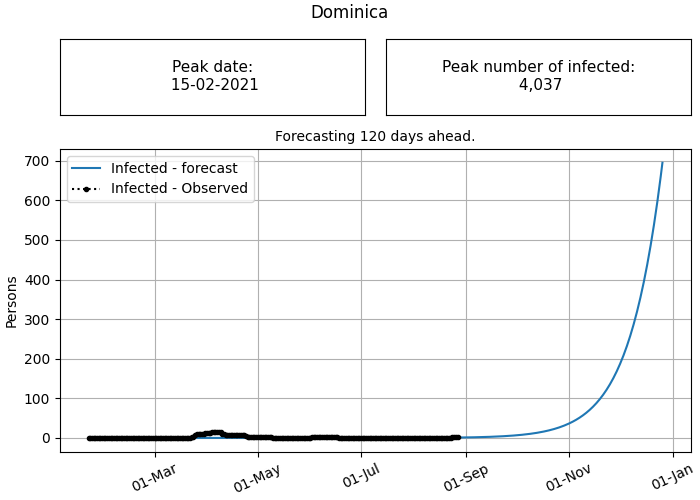 Dominica
Peak date:
15-02-2021
Peak number of infected:
4,037
Forecasting 120 days ahead.
Infected - forecast
Infected - Observed
Persons
700
600
500
400
300
200
100
0
01-Mar
01-May
01-Jul
01-Sep
01-Nov
01-Jan